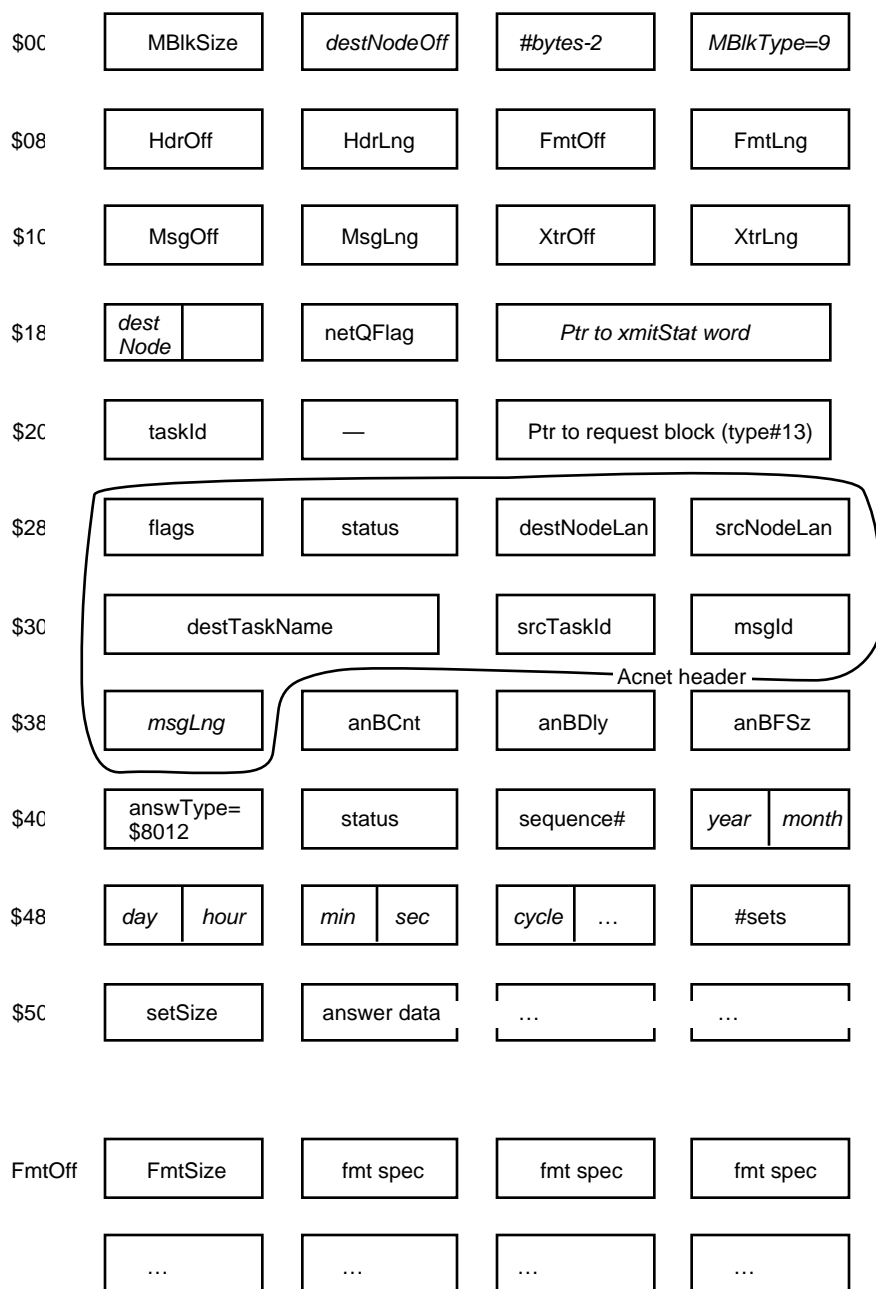 $00 MBlkSize destNodeOff #bytes-2 MBlkType=9
$08 HdrOff HdrLng FmtOff FmtLng
$10 MsgOff MsgLng XtrOff XtrLng
$18 dest Node netQFlag Ptr to xmitStat word
$20 taskId — Ptr to request block (type#13)
$28 flags status destNodeLan srcNodeLan
$30 destTaskName srcTaskId msgId
Acnet header
$38 msgLng anBCnt anBDly anBFSz
$40 answType= $8012 status sequence# year month
$48 day hour min sec cycle … #sets
$50 setSize answer data … …
FmtOff FmtSize fmt spec fmt spec fmt spec
… … … …